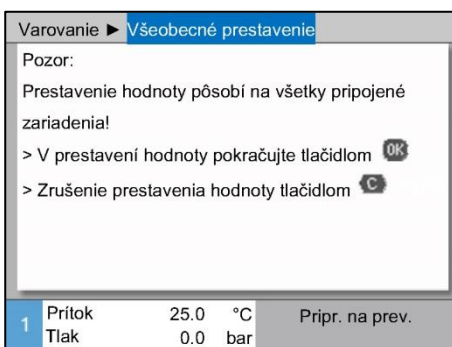 Varovanie ► Všeobecné prestavenie
Pozor:
Prestavenie hodnoty pôsobí na všetky pripojené
zariadenia!
> V prestavení hodnoty pokračujte tlačidlom OK
> Zrušenie prestavenia hodnoty tlačidlom C
1 Prítok 25.0 °C Pripr. na prev.
Tlak 0.0 bar